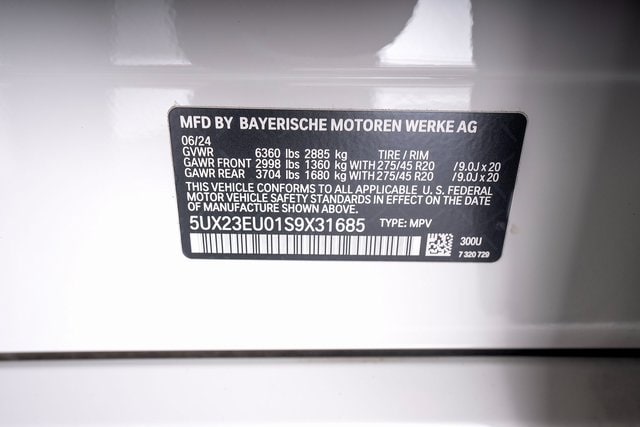 MFD BY BAYERISCHE MOTOREN WERKE AG
06/24
GVWR 6360 lbs 2885 kg TIRE / RIM
GAWR FRONT 2998 lbs 1360 kg WITH 275/45 R20 /9.0J x 20
GAWR REAR 3704 lbs 1680 kg WITH 275/45 R20 /9.0J x 20
THIS VEHICLE CONFORMS TO ALL APPLICABLE U. S. FEDERAL
MOTOR VEHICLE SAFETY STANDARDS IN EFFECT ON THE DATE
OF MANUFACTURE SHOWN ABOVE.
5UX23EU01S9X31685 TYPE: MPV
300U
7 320 729